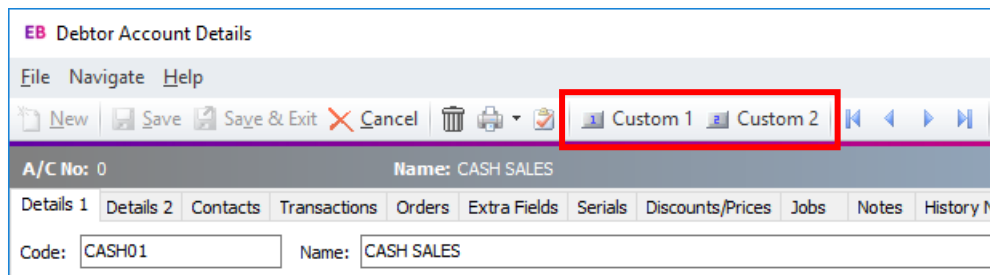 EB Debtor Account Details
File Navigate Help
New Save Save & Exit Cancel 1 Custom 1 2 Custom 2
A/C No: 0 Name: CASH SALES
Details 1 Details 2 Contacts Transactions Orders Extra Fields Serials Discounts/Prices Jobs Notes History
Code: CASH01 Name: CASH SALES